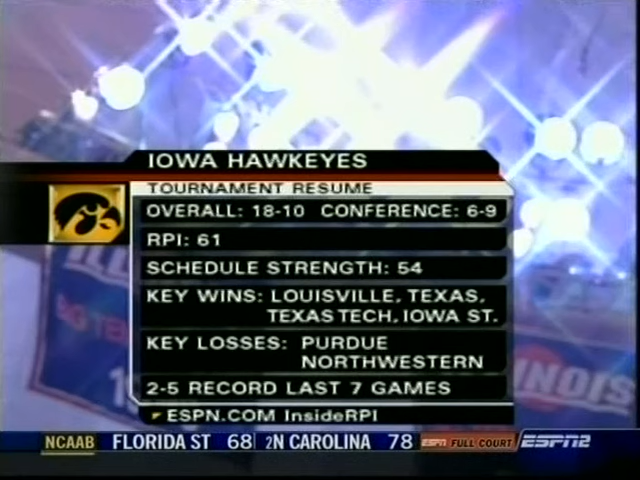 IOWA HAWKEYES
TOURNAMENT RESUME
OVERALL: 18-10 CONFERENCE: 6-9
RPI: 61
SCHEDULE STRENGTH: 54
KEY WINS: LOUISVILLE, TEXAS,
TEXAS TECH, IOWA ST.
KEY LOSSES: PURDUE
NORTHWESTERN
2-5 RECORD LAST 7 GAMES
ESPN.COM InsideRPI
INOIS
NCAAB FLORIDA ST 68 2N CAROLINA 78 ESPN FULL COURT ESPN2